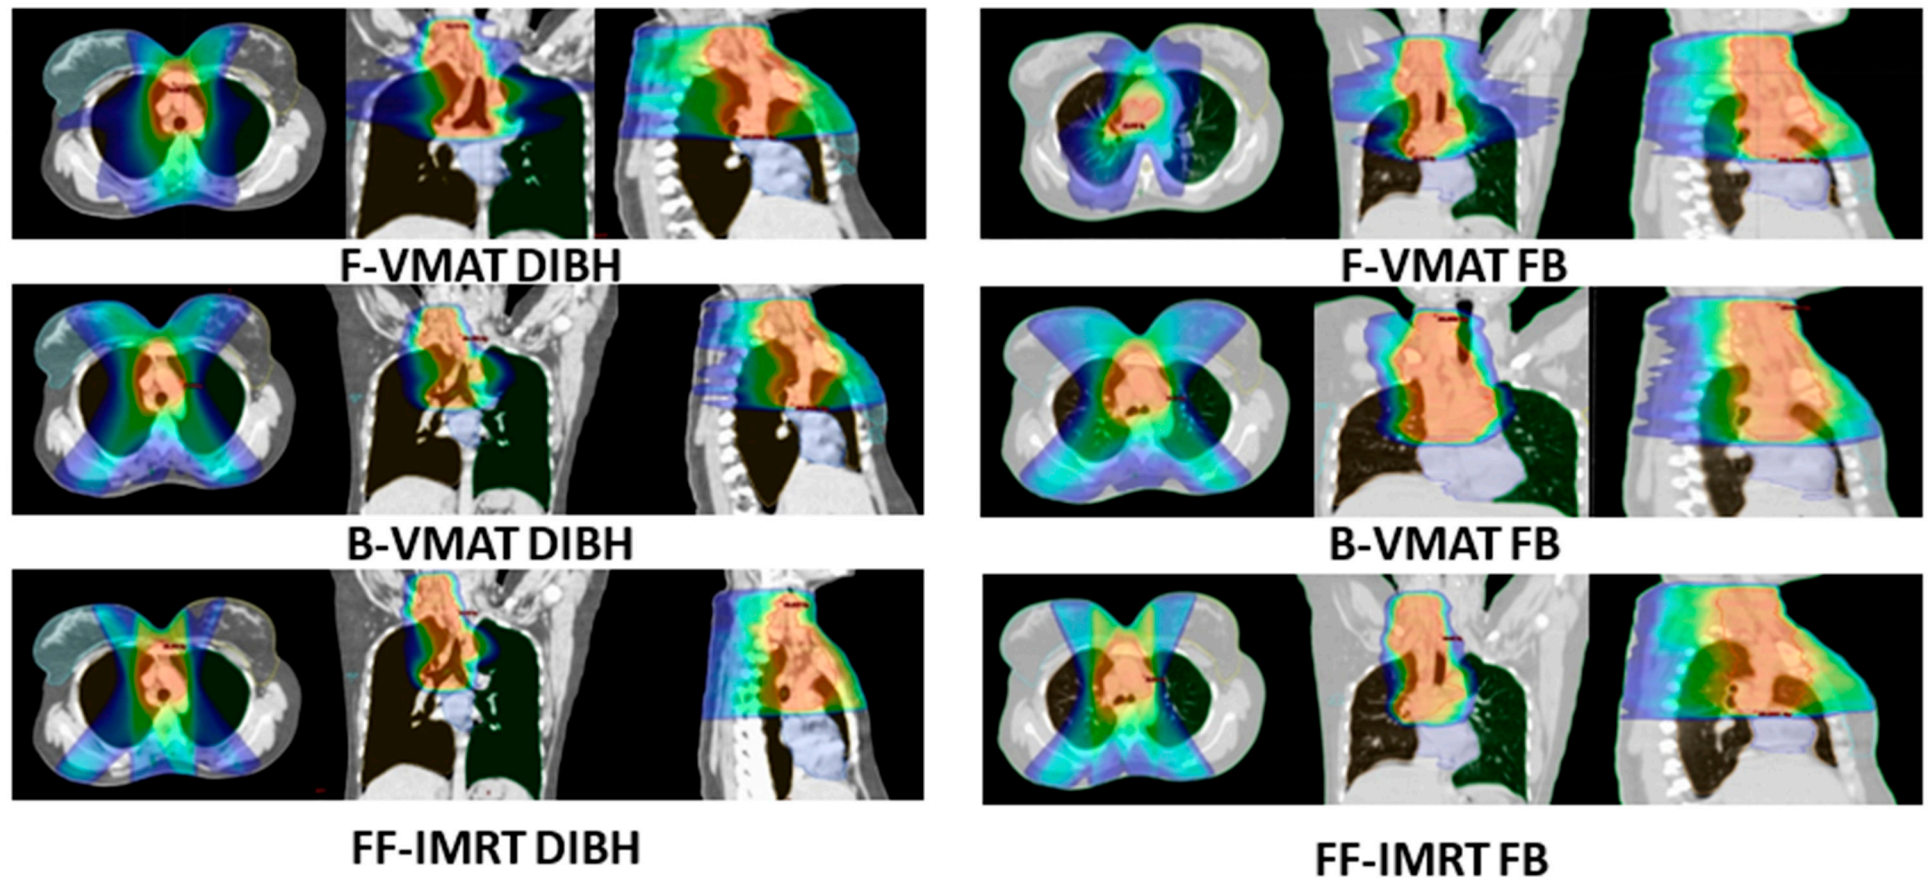 F-VMAT DIBH
F-VMAT FB
B-VMAT DIBH
B-VMAT FB
FF-IMRT DIBH
FF-IMRT FB